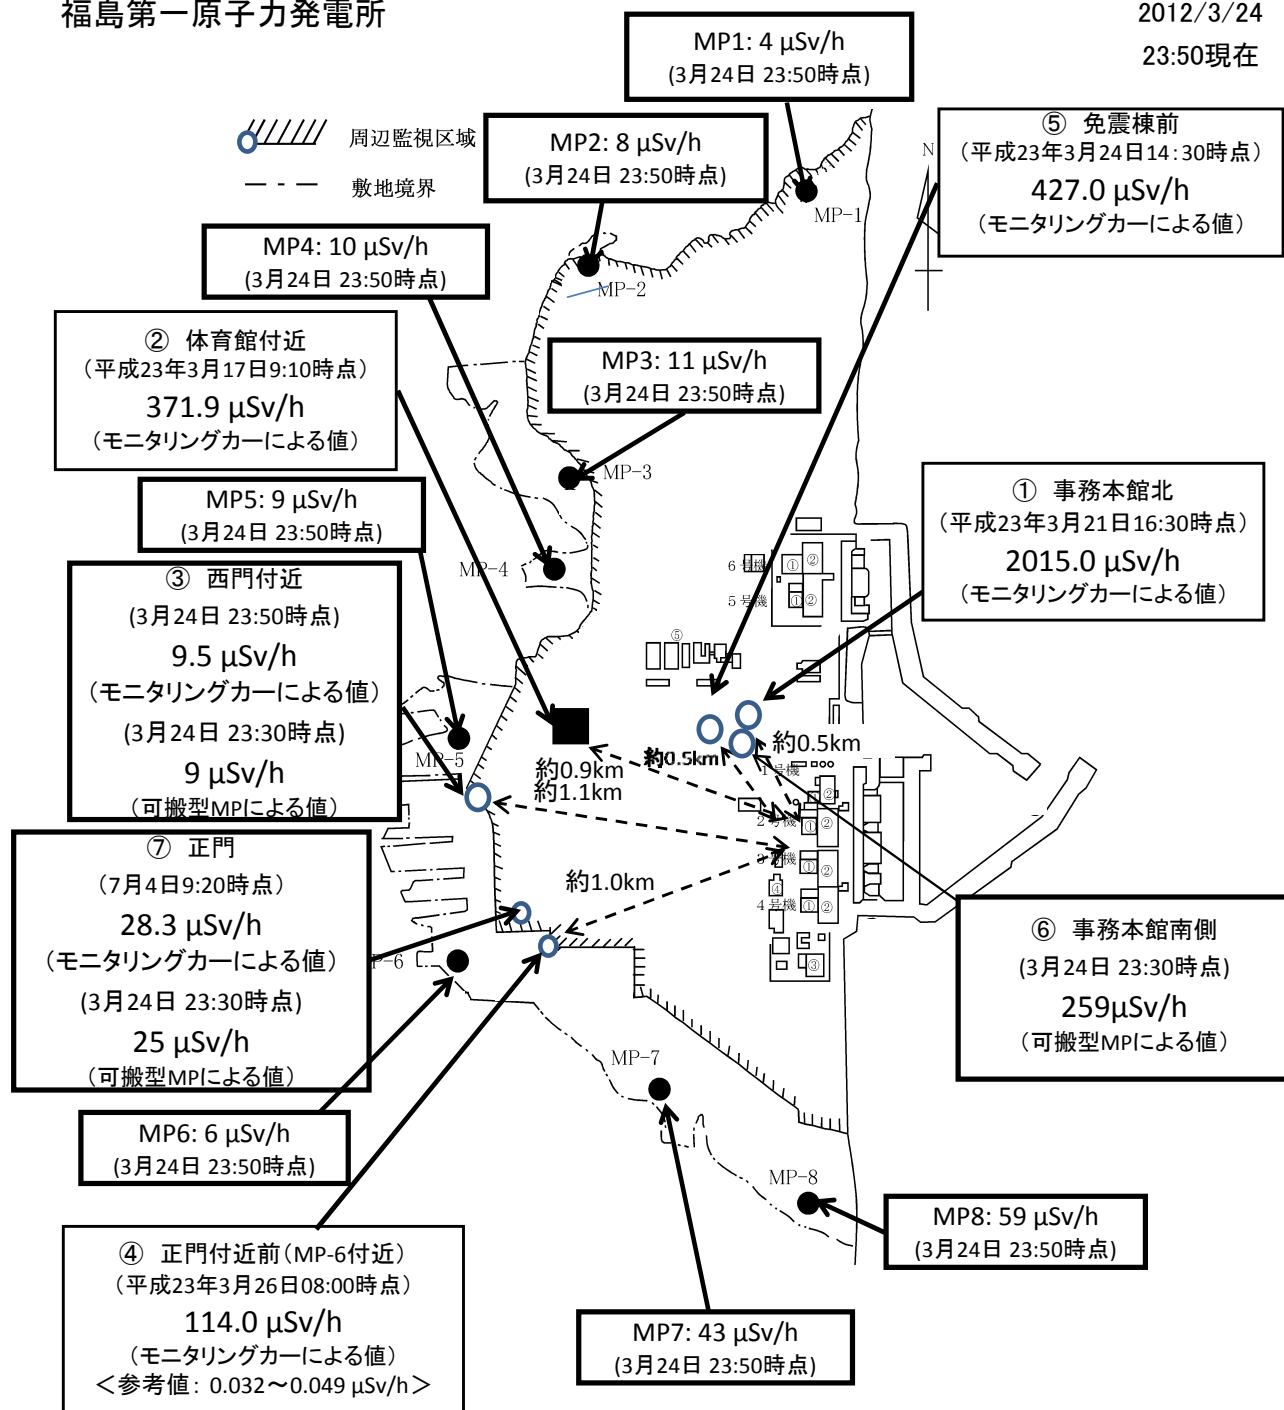 福島第一原子力発電所
2012/3/24
23:50現在
MP1: 4 μSv/h
(3月24日 23:50時点)
周辺監視区域
敷地境界
MP2: 8 μSv/h
(3月24日 23:50時点)
⑤ 免震棟前
(平成23年3月24日14:30時点)
427.0 μSv/h
(モニタリングカーによる値)
N
MP-1
MP4: 10 μSv/h
(3月24日 23:50時点)
MP-2
② 体育館付近
(平成23年3月17日9:10時点)
371.9 μSv/h
(モニタリングカーによる値)
MP3: 11 μSv/h
(3月24日 23:50時点)
MP-3
MP5: 9 μSv/h
(3月24日 23:50時点)
① 事務本館北
(平成23年3月21日16:30時点)
2015.0 μSv/h
(モニタリングカーによる値)
MP-4
6号機 ① ②
5号機 ① ②
③ 西門付近
(3月24日 23:50時点)
9.5 μSv/h
(モニタリングカーによる値)
(3月24日 23:30時点)
9 μSv/h
(可搬型MPによる値)
⑤
MP-5
約0.9km
約1.1km
約0.5km
約0.5km
1号機
① ②
2号機 ① ②
3号機 ① ②
④
4号機 ① ②
③
約1.0km
⑦ 正門
(7月4日9:20時点)
28.3 μSv/h
(モニタリングカーによる値)
(3月24日 23:30時点)
25 μSv/h
(可搬型MPによる値)
P-6
⑥ 事務本館南側
(3月24日 23:30時点)
259μSv/h
(可搬型MPによる値)
MP-7
MP6: 6 μSv/h
(3月24日 23:50時点)
MP-8
MP8: 59 μSv/h
(3月24日 23:50時点)
④ 正門付近前(MP-6付近)
(平成23年3月26日08:00時点)
114.0 μSv/h
(モニタリングカーによる値)
<参考値: 0.032~0.049 μSv/h>
MP7: 43 μSv/h
(3月24日 23:50時点)